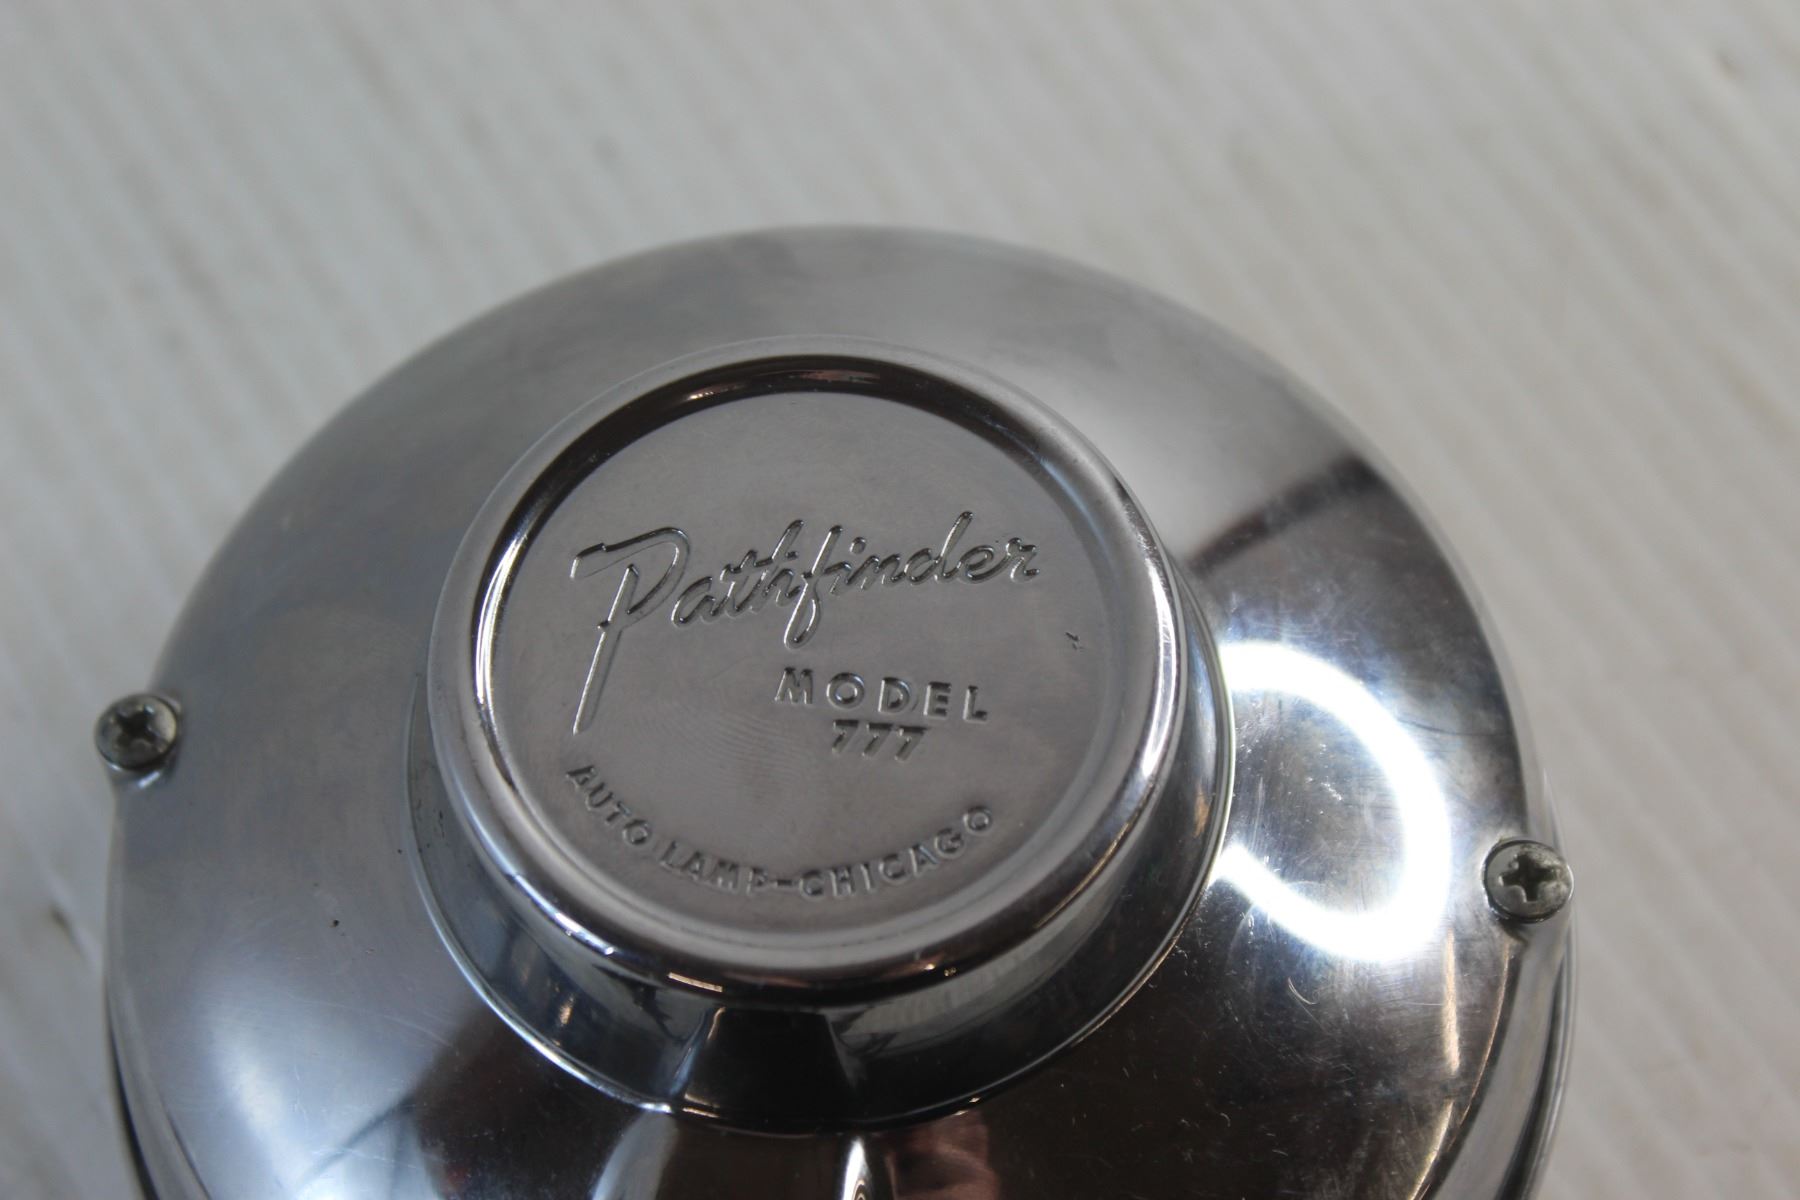 Pathfinder
MODEL
777
AUTO LAMP-CHICAGO